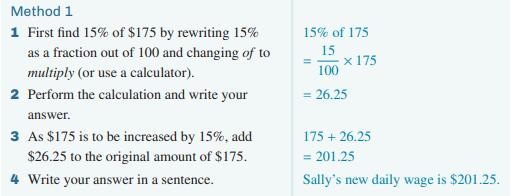 Method 1
1 First find 15% of $175 by rewriting 15%
as a fraction out of 100 and changing of to
multiply (or use a calculator).
15% of 175
= 15/100 × 175
2 Perform the calculation and write your
answer.
= 26.25
3 As $175 is to be increased by 15%, add
$26.25 to the original amount of $175.
175 + 26.25
= 201.25
4 Write your answer in a sentence.
Sally's new daily wage is $201.25.